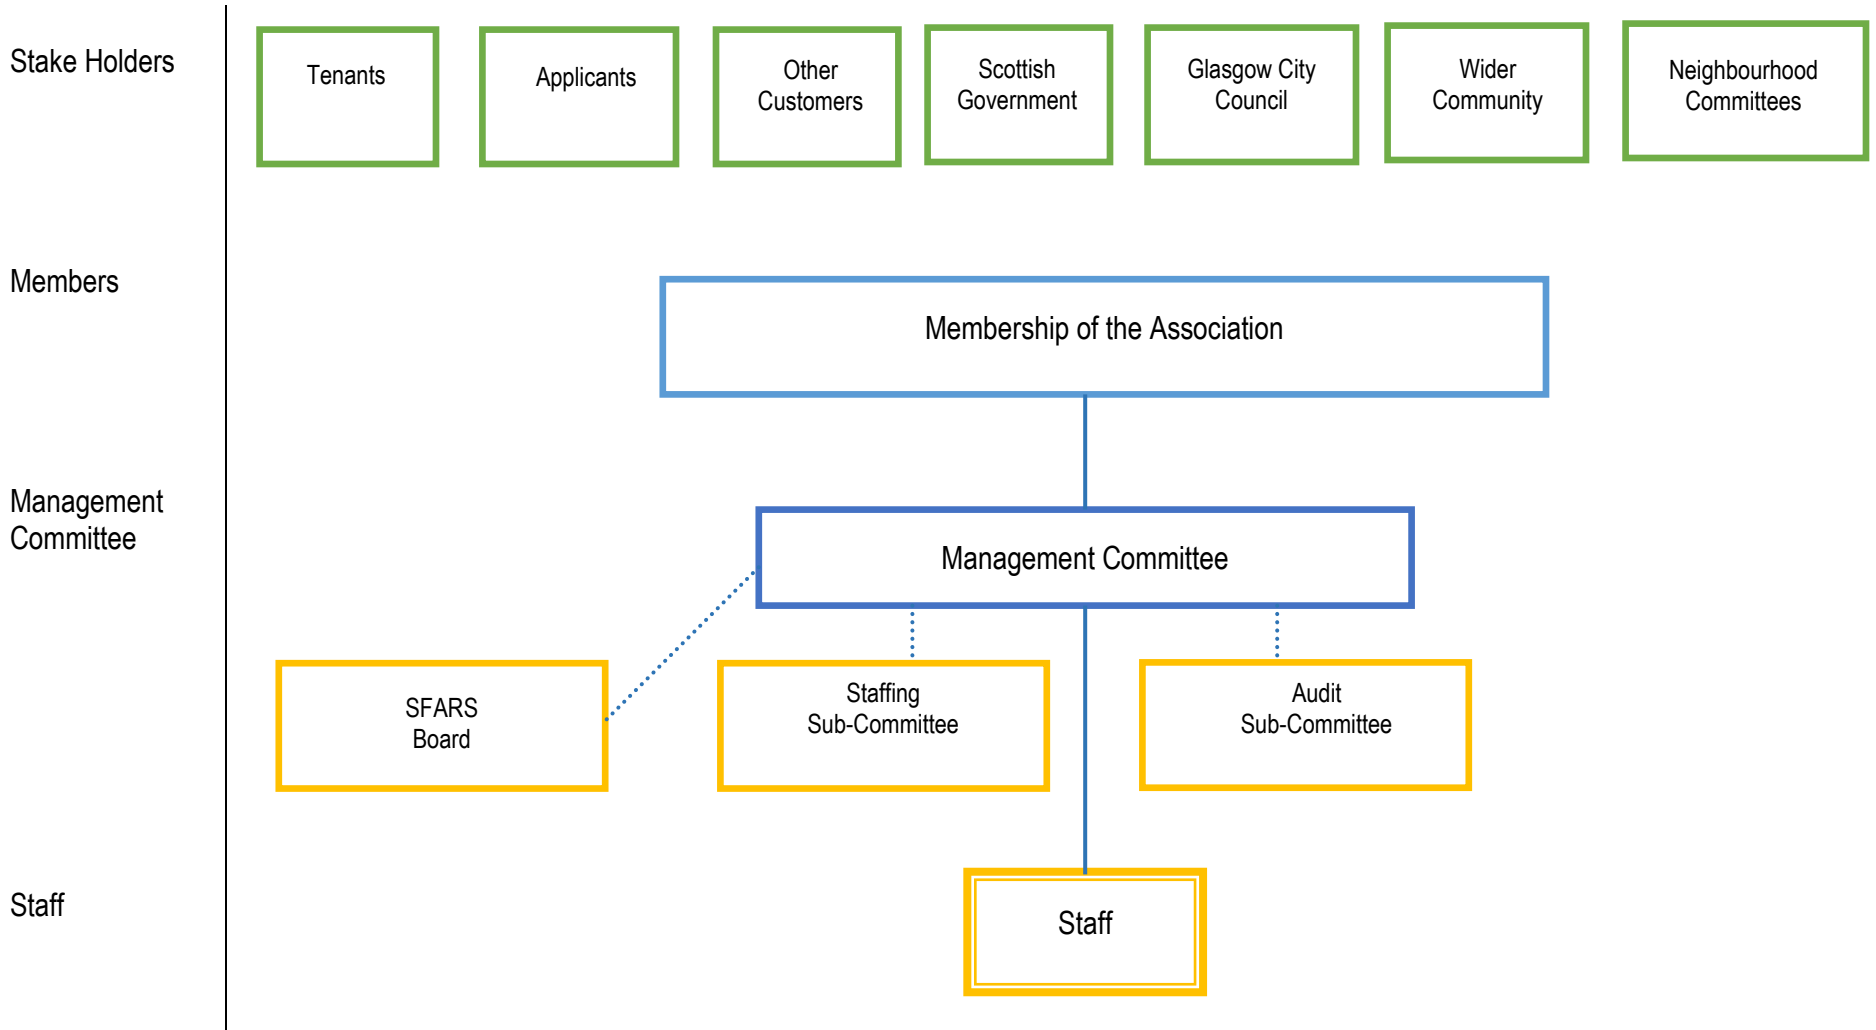 Stake Holders
Tenants
Applicants
Other
Customers
Scottish
Government
Glasgow City
Council
Wider
Community
Neighbourhood
Committees
Members
Membership of the Association
Management
Committee
Management Committee
SFARS
Board
Staffing
Sub-Committee
Audit
Sub-Committee
Staff
Staff